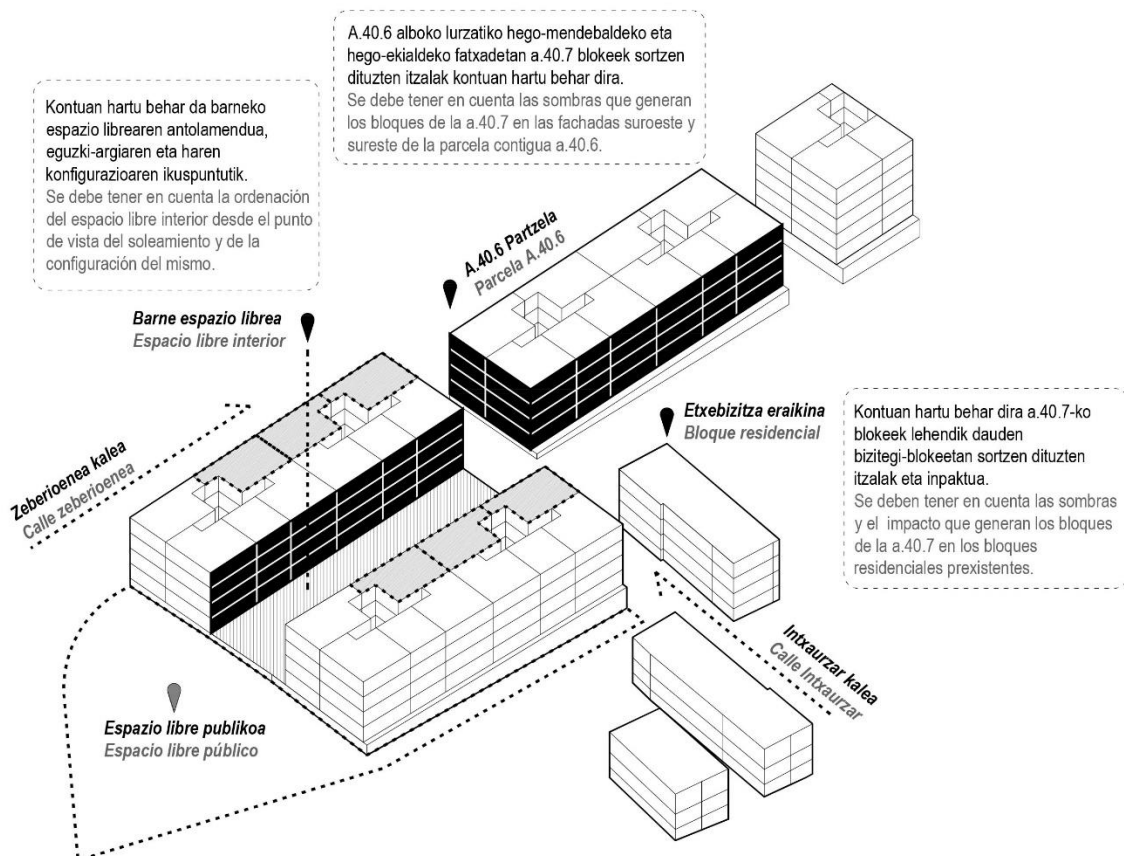 A.40.6 alboko lurzatiko hego-mendebaldeko eta
hego-ekialdeko fatxadetan a.40.7 blokeek sortzen
dituzten itzalak kontuan hartu behar dira.
Se debe tener en cuenta las sombras que generan
los bloques de la a.40.7 en las fachadas suroeste y
sureste de la parcela contigua a.40.6.
Kontuan hartu behar da barneko
espazio librearen antolamendua,
eguzki-argiaren eta haren
konfigurazioaren ikuspuntutik.
Se debe tener en cuenta la ordenación
del espacio libre interior desde el punto
de vista del soleamiento y de la
configuración del mismo.
A.40.6 Partzela
Parcela A.40.6
Barne espazio librea
Espacio libre interior
Etxebizitza eraikina
Bloque residencial
Kontuan hartu behar dira a.40.7-ko
blokeek lehendik dauden
bizitegi-blokeetan sortzen dituzten
itzalak eta inpaktua.
Se deben tener en cuenta las sombras
y el impacto que generan los bloques
de la a.40.7 en los bloques
residenciales prexistentes.
Zeberioenea kalea
Calle zeberioenea
Intxaurzar kalea
Calle Intxaurzar
Espazio libre publikoa
Espacio libre público